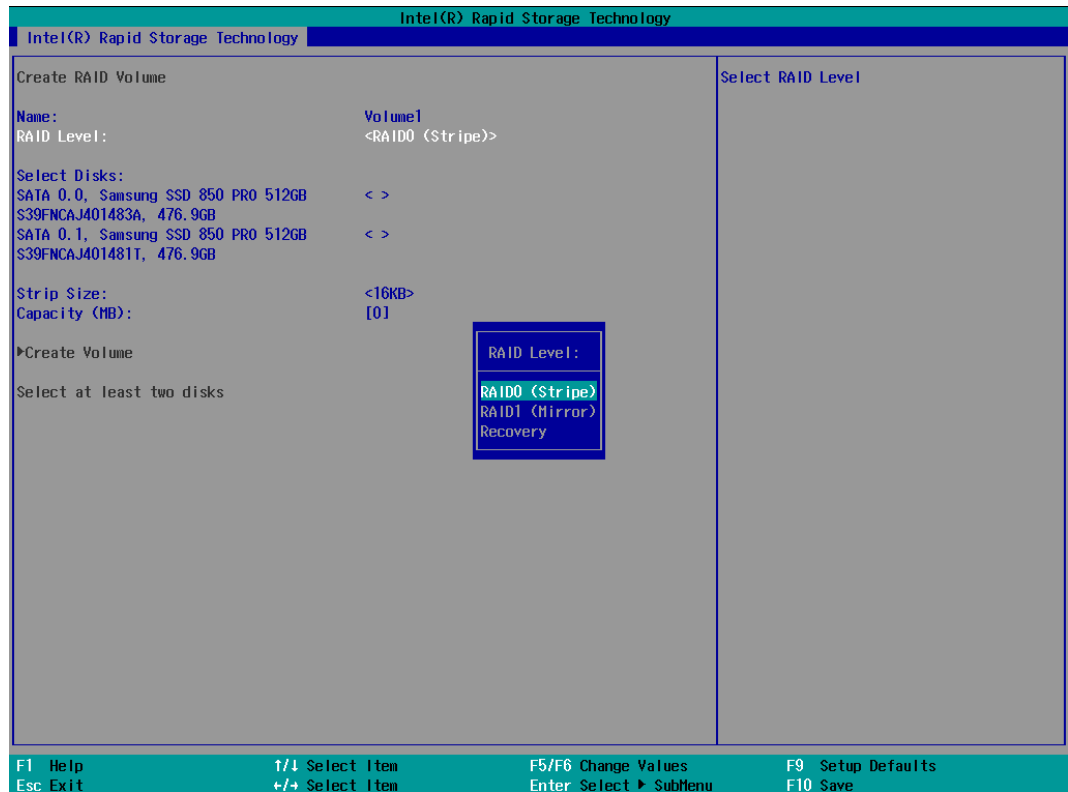 Intel(R) Rapid Storage Technology
Intel(R) Rapid Storage Technology
Create RAID Volume
Select RAID Level
Name: Volume1
RAID Level: <RAID0 (Stripe)>
Select Disks:
SATA 0.0, Samsung SSD 850 PRO 512GB < >
S39FNCAJ401483A, 476.9GB
SATA 0.1, Samsung SSD 850 PRO 512GB < >
S39FNCAJ401481T, 476.9GB
Strip Size: <16KB>
Capacity (MB): [0]
▶Create Volume
Select at least two disks
RAID Level:
RAID0 (Stripe)
RAID1 (Mirror)
Recovery
F1 Help ↑/↓ Select Item F5/F6 Change Values F9 Setup Defaults
Esc Exit ←/→ Select Item Enter Select ▶ SubMenu F10 Save